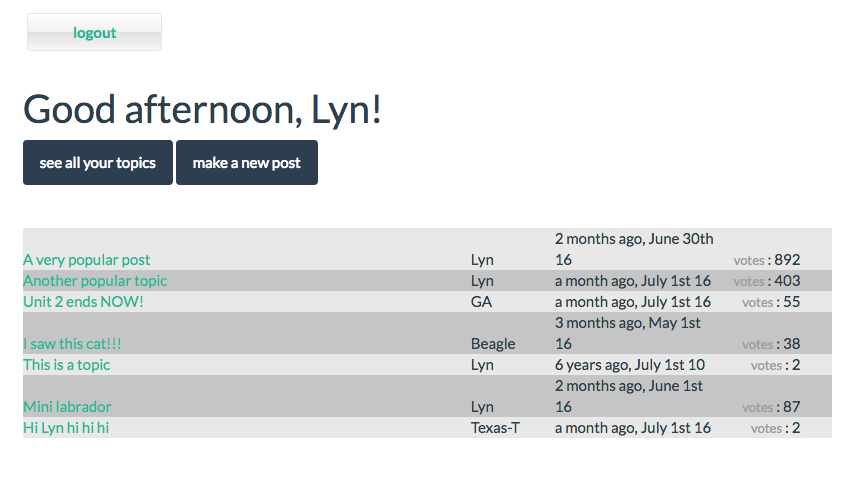 logout
Good afternoon, Lyn!
see all your topics make a new post
2 months ago, June 30th
A very popular post Lyn 16 votes : 892
Another popular topic Lyn a month ago, July 1st 16 votes : 403
Unit 2 ends NOW! GA a month ago, July 1st 16 votes : 55
3 months ago, May 1st
I saw this cat!!! Beagle 16 votes : 38
This is a topic Lyn 6 years ago, July 1st 10 votes : 2
2 months ago, June 1st
Mini labrador Lyn 16 votes : 87
Hi Lyn hi hi hi Texas-T a month ago, July 1st 16 votes : 2